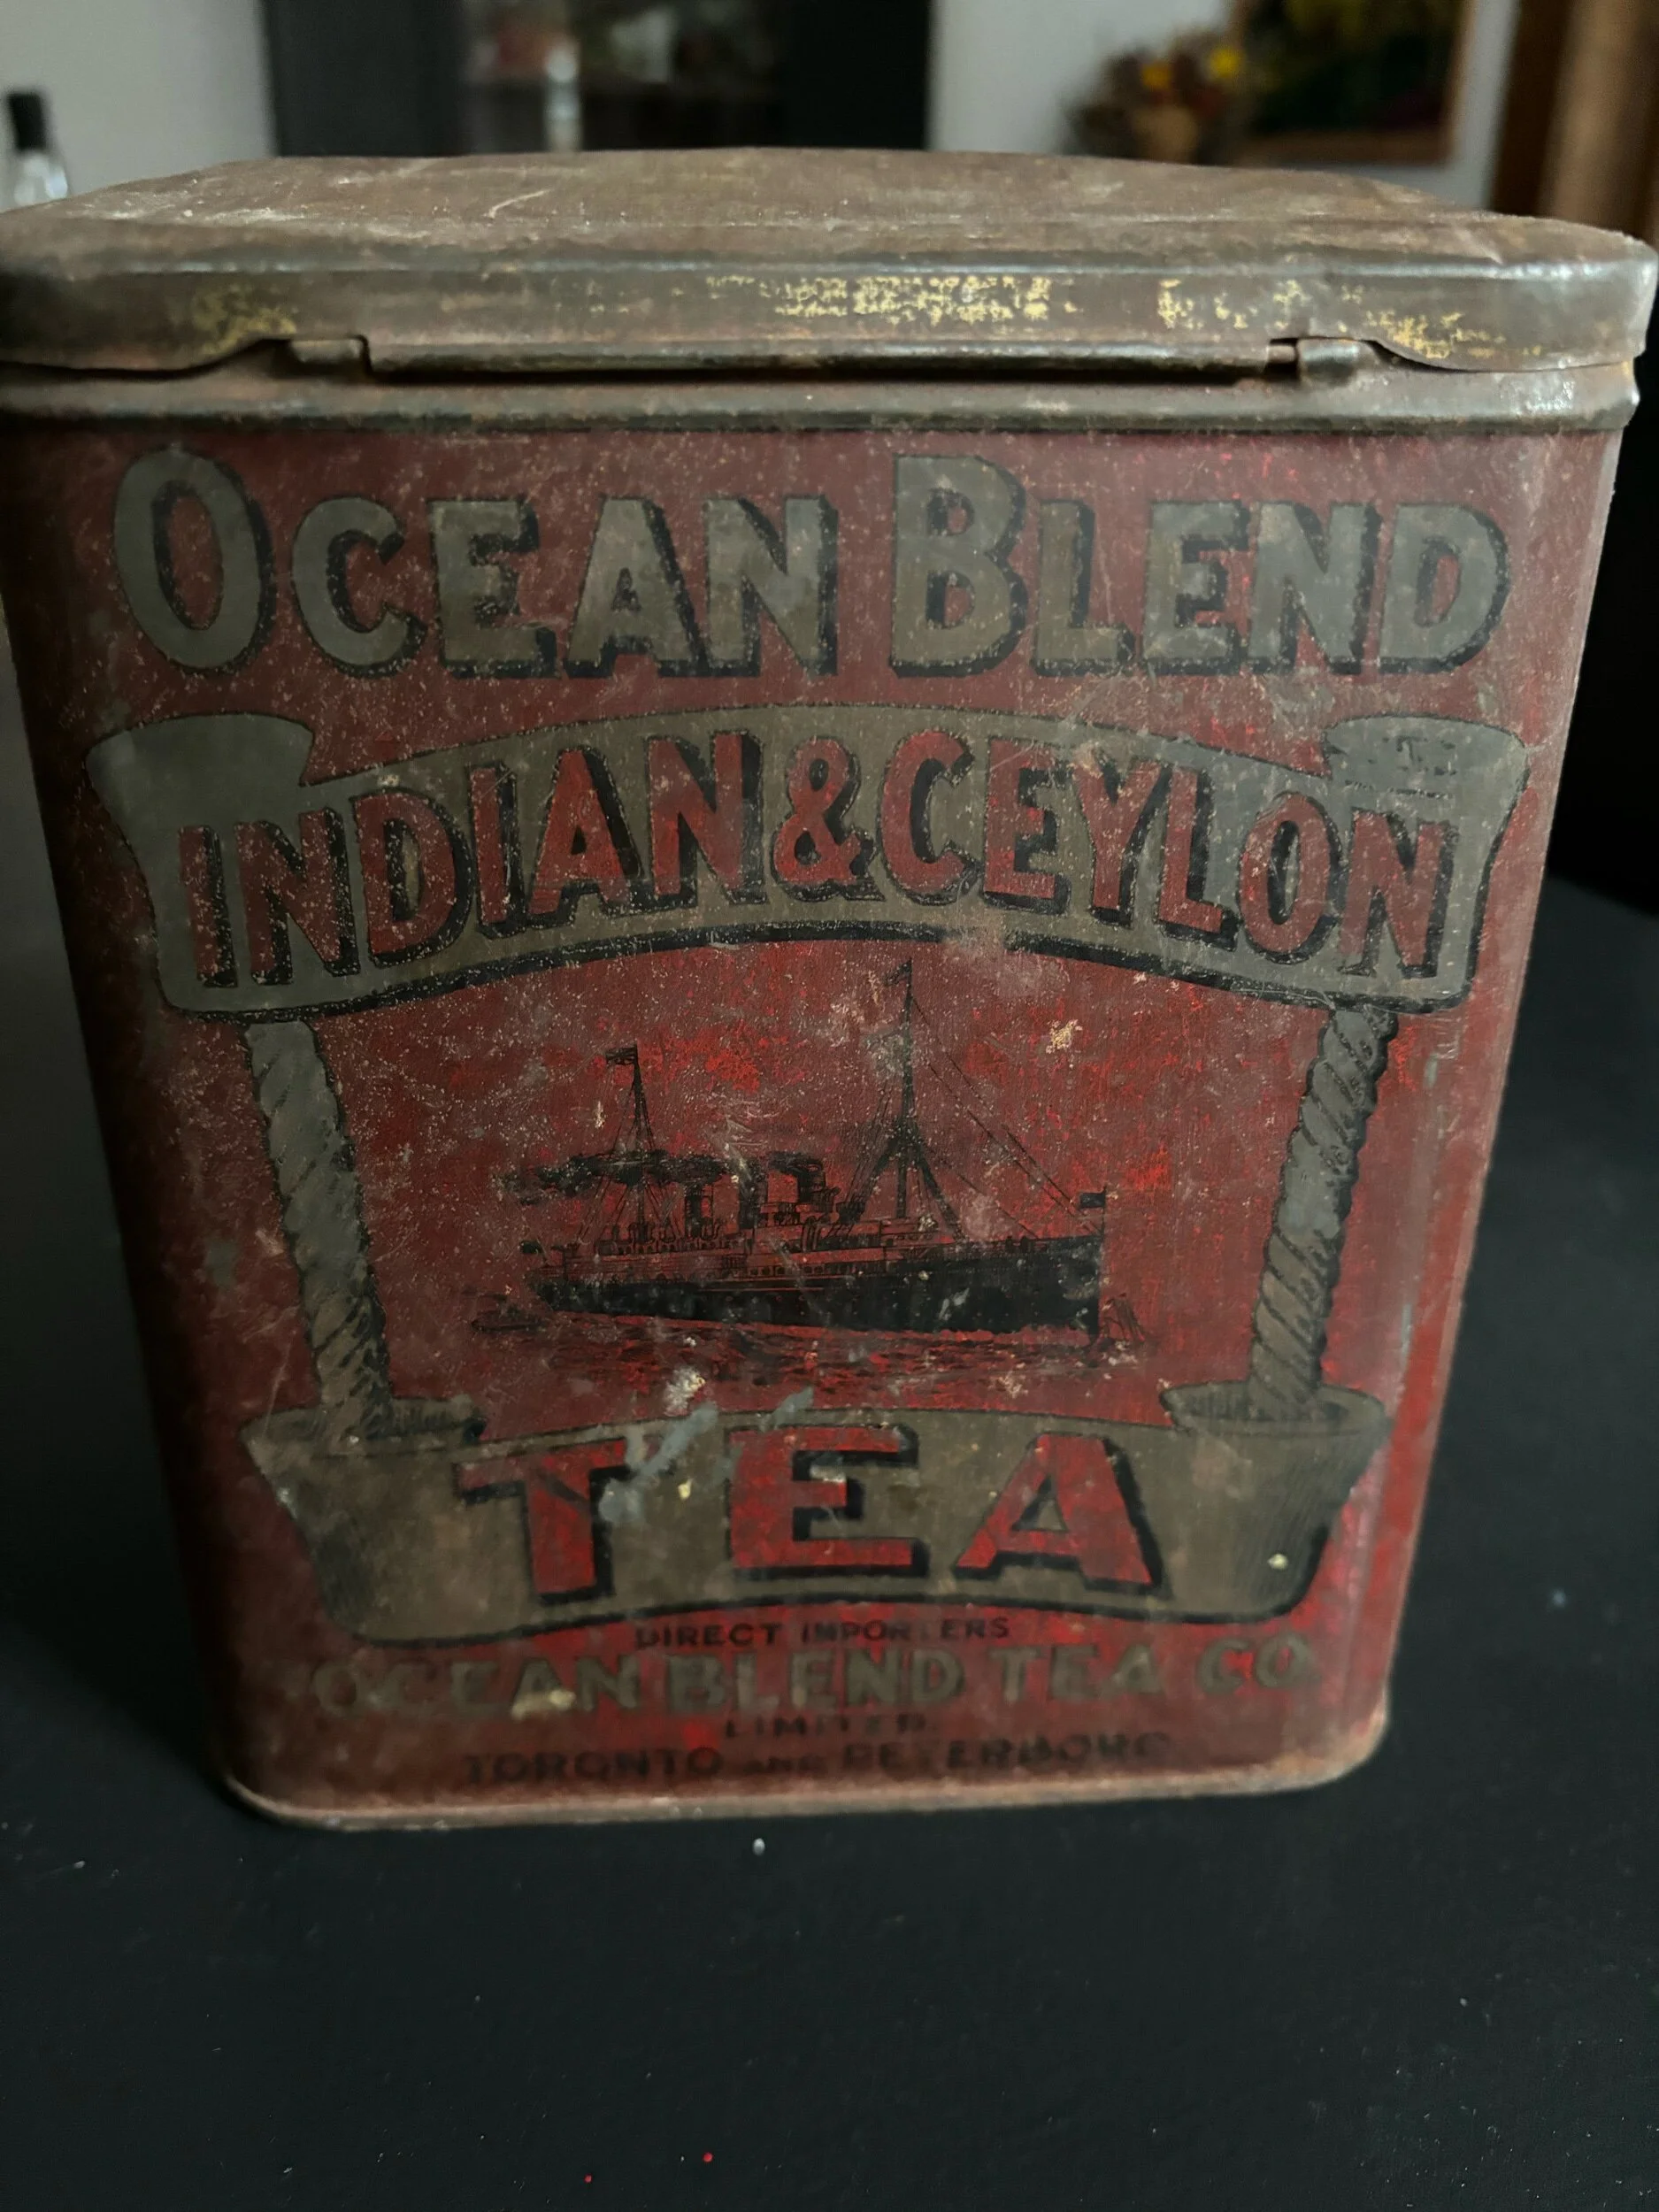 OCEAN BLEND
INDIAN & CEYLON
TEA
DIRECT IMPORTERS
OCEAN BLEND TEA CO.
LIMITED.
TORONTO AND PETERBORO